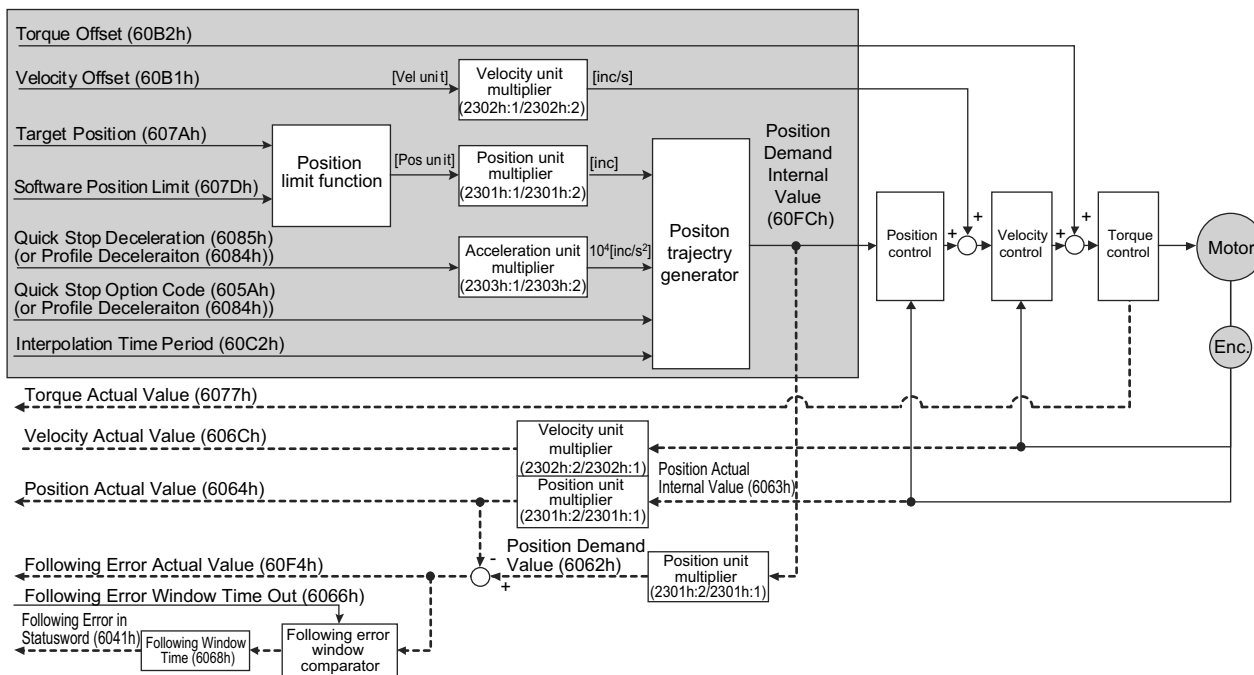 Torque Offset (60B2h)
Velocity Offset (60B1h)
[Vel unit]
Velocity unit
multiplier
(2302h:1/2302h:2)
[inc/s]
Target Position (607Ah)
Software Position Limit (607Dh)
Position
limit function
[Pos unit]
Position unit
multiplier
(2301h:1/2301h:2)
[inc]
Quick Stop Deceleration (6085h)
(or Profile Deceleraiton (6084h))
Acceleration unit
multiplier
(2303h:1/2303h:2)
10⁴[inc/s²]
Quick Stop Option Code (605Ah)
(or Profile Deceleraiton (6084h))
Interpolation Time Period (60C2h)
Positon
trajectry
generator
Position
Demand
Internal
Value
(60FCh)
Position
control
+
+
Velocity
control
+
+
Torque
control
Motor
Enc.
Torque Actual Value (6077h)
Velocity Actual Value (606Ch)
Velocity unit
multiplier
(2302h:2/2302h:1)
Position Actual Value (6064h)
Position unit
multiplier
(2301h:2/2301h:1)
Position Actual
Internal Value (6063h)
Following Error Actual Value (60F4h)
-
+
Position Demand
Value (6062h)
Position unit
multiplier
(2301h:2/2301h:1)
Following Error Window Time Out (6066h)
Following Error in
Statusword (6041h)
Following Window
Time (6068h)
Following error
window
comparator